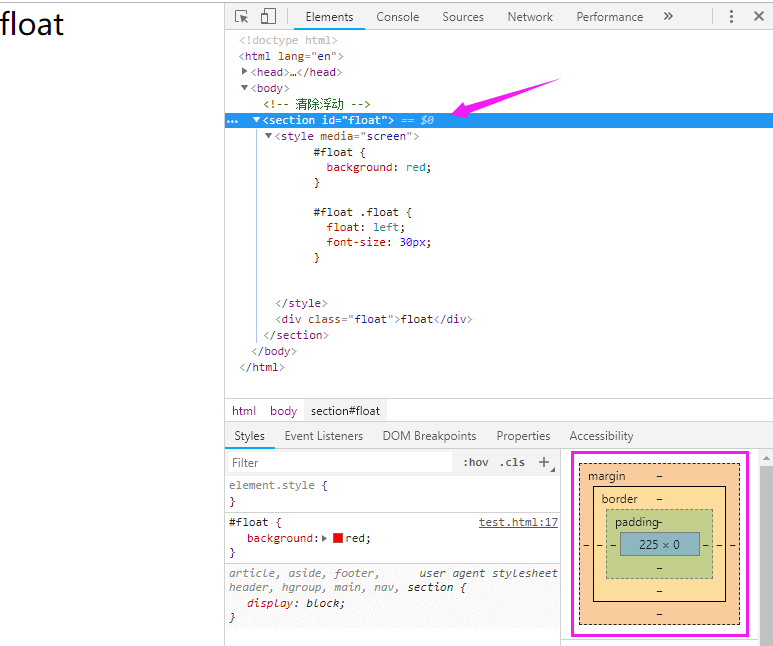 float
Elements Console Sources Network Performance »
<!doctype html>
<html lang="en">
<head>…</head>
<body>
<!-- 清除浮动 -->
… <section id="float"> == $0
<style media="screen">
#float {
background: red;
}
#float .float {
float: left;
font-size: 30px;
}
</style>
<div class="float">float</div>
</section>
</body>
</html>
html body section#float
Styles Event Listeners DOM Breakpoints Properties Accessibility
Filter :hov .cls +
element.style {
}
#float { test.html:17
background: red;
}
article, aside, footer, user agent stylesheet
header, hgroup, main, nav, section {
display: block;
}
margin –
border –
padding –
– – – 225 × 0 – – –
–
–
–